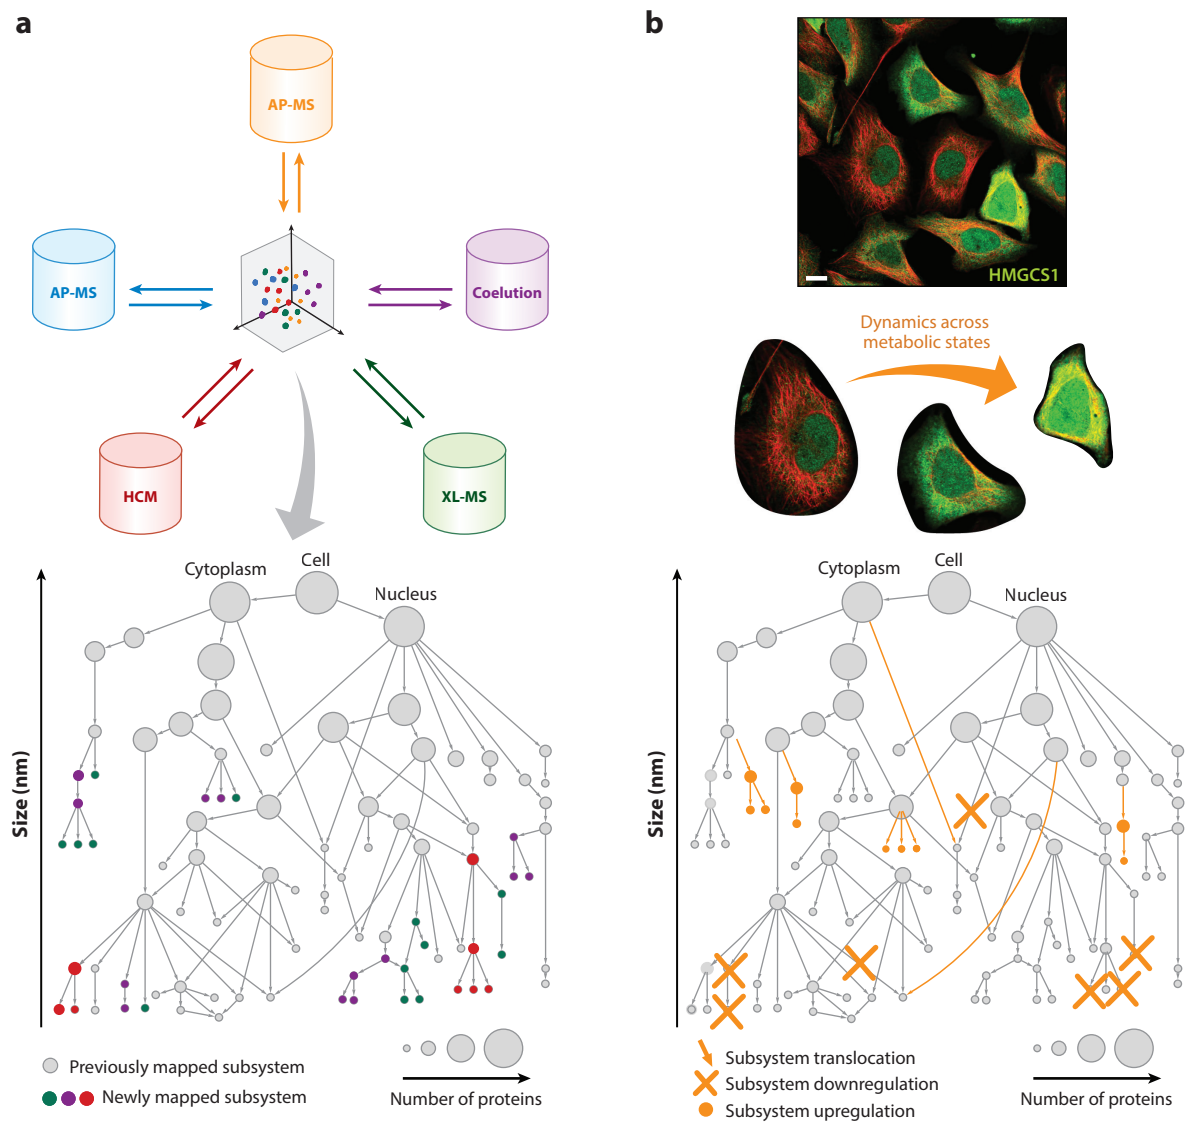 a
AP-MS
AP-MS
Coelution
HCM
XL-MS
Cell
Cytoplasm
Nucleus
Size (nm)
Previously mapped subsystem
Newly mapped subsystem
Number of proteins
b
HMGCS1
Dynamics across
metabolic states
Cell
Cytoplasm
Nucleus
Size (nm)
Subsystem translocation
Subsystem downregulation
Subsystem upregulation
Number of proteins